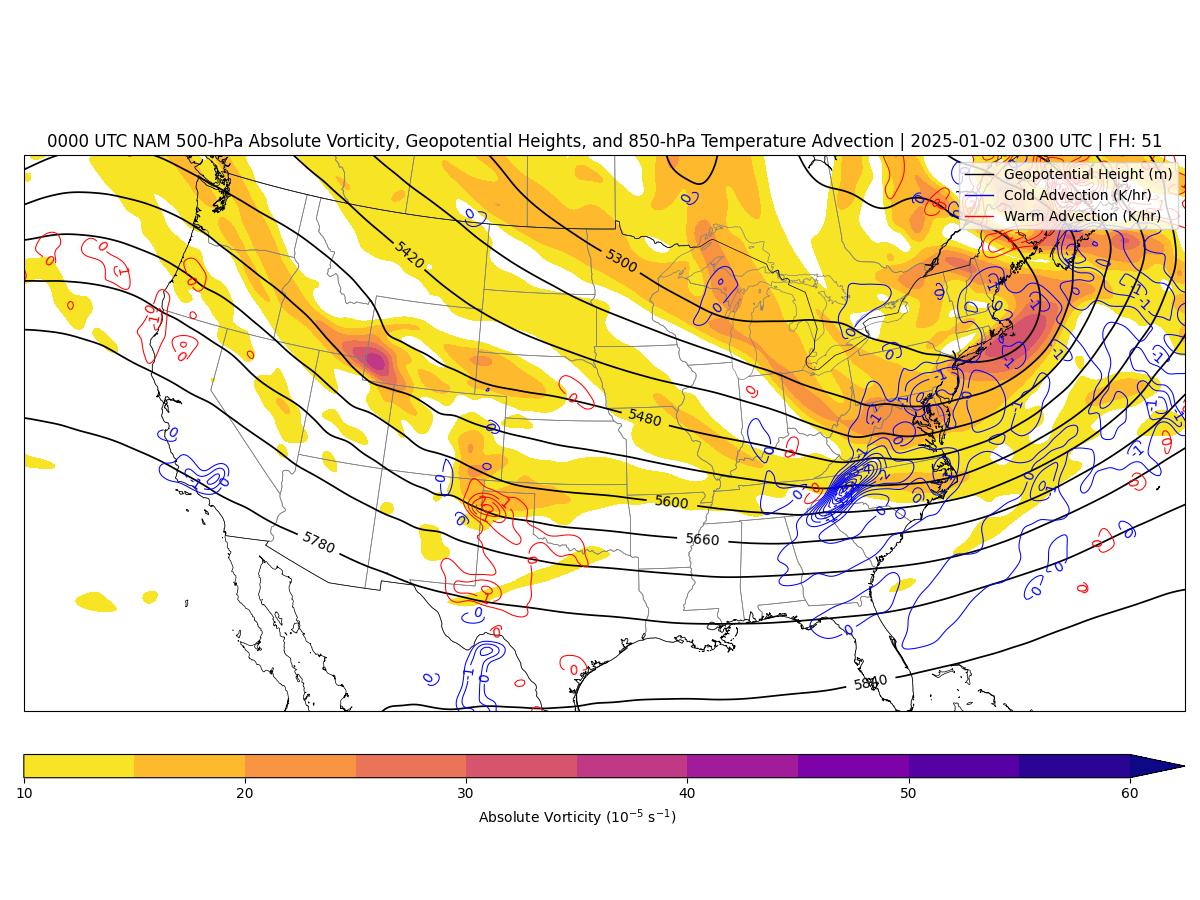 0000 UTC NAM 500-hPa Absolute Vorticity, Geopotential Heights, and 850-hPa Temperature Advection | 2025-01-02 0300 UTC | FH: 51
Geopotential Height (m)
Cold Advection (K/hr)
Warm Advection (K/hr)
5300
5420
5480
5600
5660
5780
5840
10 20 30 40 50 60
Absolute Vorticity (10⁻⁵ s⁻¹)